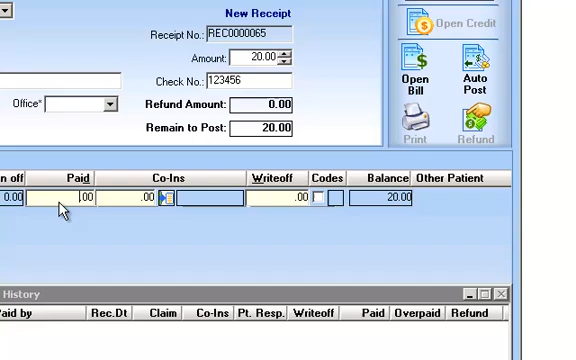 New Receipt
Open Credit
Receipt No.: REC0000065
Amount: 20.00
Check No.: 123456
Open Bill
Auto Post
Office*
Refund Amount: 0.00
Remain to Post: 20.00
Print
Refund
n off Paid Co-Ins Writeoff Codes Balance Other Patient
0.00 .00 .00 .00 20.00
History
aid by Rec.Dt Claim Co-Ins Pt. Resp. Writeoff Paid Overpaid Refund